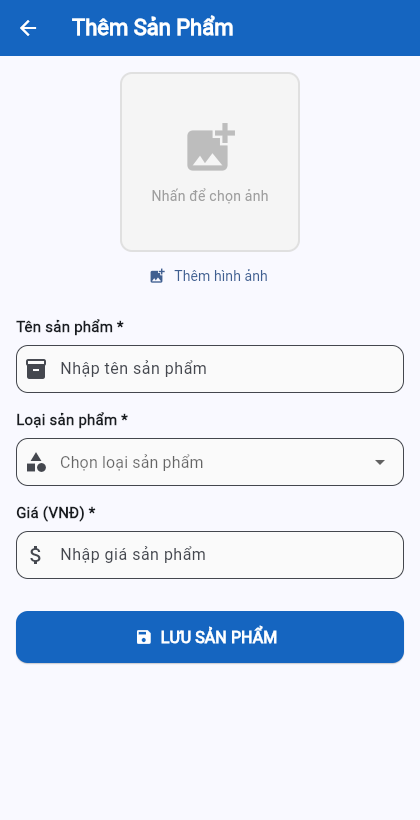 Thêm Sản Phẩm
Nhấn để chọn ảnh
Thêm hình ảnh
Tên sản phẩm *
Nhập tên sản phẩm
Loại sản phẩm *
Chọn loại sản phẩm
Giá (VNĐ) *
Nhập giá sản phẩm
LƯU SẢN PHẨM